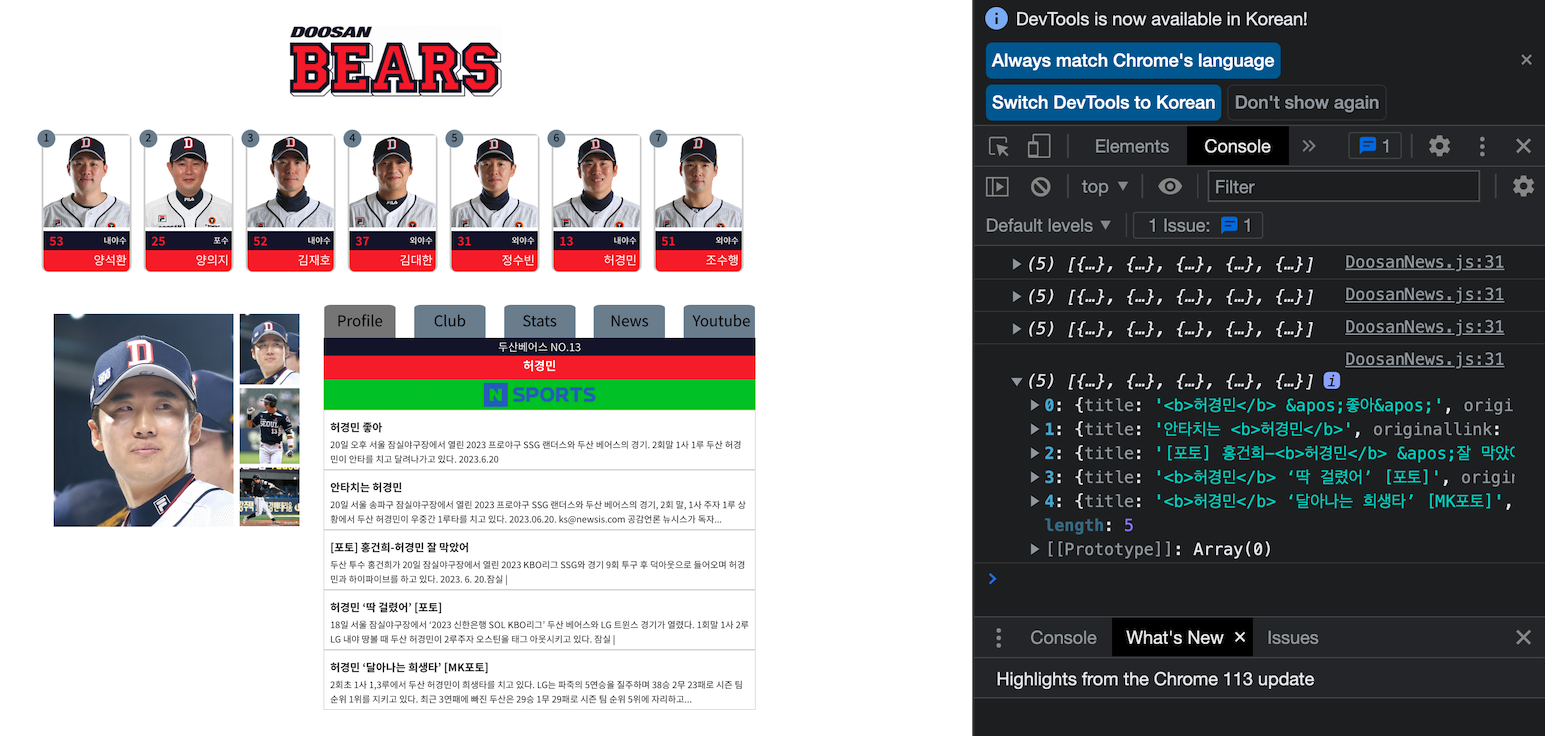 DOOSAN
BEARS
1
2
3
4
5
6
7
53 내야수
양석환
25 포수
양의지
52 내야수
김재호
37 외야수
김대한
31 외야수
정수빈
13 내야수
허경민
51 외야수
조수행
Profile
Club
Stats
News
Youtube
두산베어스 NO.13
허경민
N SPORTS
허경민 좋아
20일 오후 서울 잠실야구장에서 열린 2023 프로야구 SSG 랜더스와 두산 베어스의 경기. 2회말 1사 1루 두산 허경
민이 안타를 치고 달려나가고 있다. 2023.6.20
안타치는 허경민
20일 서울 송파구 잠실야구장에서 열린 2023 프로야구 SSG 랜더스와 두산 베어스의 경기, 2회 말, 1사 주자 1루 상
황에서 두산 허경민이 우중간 1루타를 치고 있다. 2023.06.20. ks@newsis.com 공감언론 뉴시스가 독자...
[포토] 홍건희-허경민 잘 막았어
두산 투수 홍건희가 20일 잠실야구장에서 열린 2023 KBO리그 SSG와 경기 9회 투구 후 덕아웃으로 들어오며 허경
민과 하이파이브를 하고 있다. 2023. 6. 20.잠실 |
허경민 ‘딱 걸렸어’ [포토]
18일 서울 잠실야구장에서 ‘2023 신한은행 SOL KBO리그’ 두산 베어스와 LG 트윈스 경기가 열렸다. 1회말 1사 2루
LG 내야 땅볼 때 두산 허경민이 2루주자 오스틴을 태그 아웃시키고 있다. 잠실 |
허경민 ‘달아나는 희생타’ [MK포토]
2회초 1사 1,3루에서 두산 허경민이 희생타를 치고 있다. LG는 파죽의 5연승을 질주하며 38승 2무 23패로 시즌 팀
순위 1위를 지키고 있다. 최근 3연패에 빠진 두산은 29승 1무 29패로 시즌 팀 순위 5위에 자리하고...
DevTools is now available in Korean!
Always match Chrome's language
Switch DevTools to Korean
Don't show again
Elements
Console
1
top
Filter
Default levels
1 Issue: 1
(5) [{…}, {…}, {…}, {…}, {…}] DoosanNews.js:31
(5) [{…}, {…}, {…}, {…}, {…}] DoosanNews.js:31
(5) [{…}, {…}, {…}, {…}, {…}] DoosanNews.js:31
DoosanNews.js:31
(5) [{…}, {…}, {…}, {…}, {…}] i
0: {title: '<b>허경민</b> &apos;좋아&apos;', origi
1: {title: '안타치는 <b>허경민</b>', originallink:
2: {title: '[포토] 홍건희-<b>허경민</b> &apos;잘 막았어
3: {title: '<b>허경민</b> ‘딱 걸렸어’ [포토]', origin
4: {title: '<b>허경민</b> ‘달아나는 희생타’ [MK포토]',
length: 5
[[Prototype]]: Array(0)
Console
What's New
Issues
Highlights from the Chrome 113 update